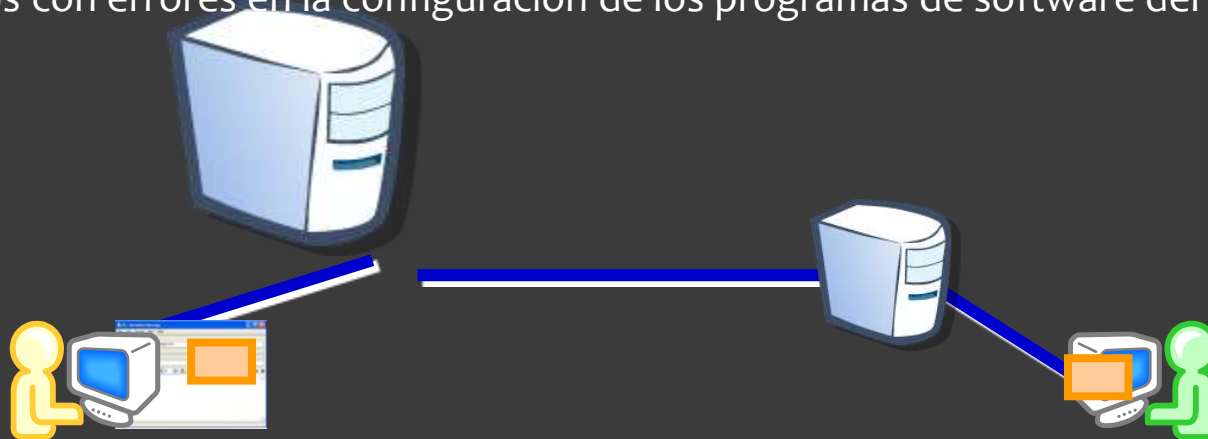 s con errores en la configuración de los programas de software del